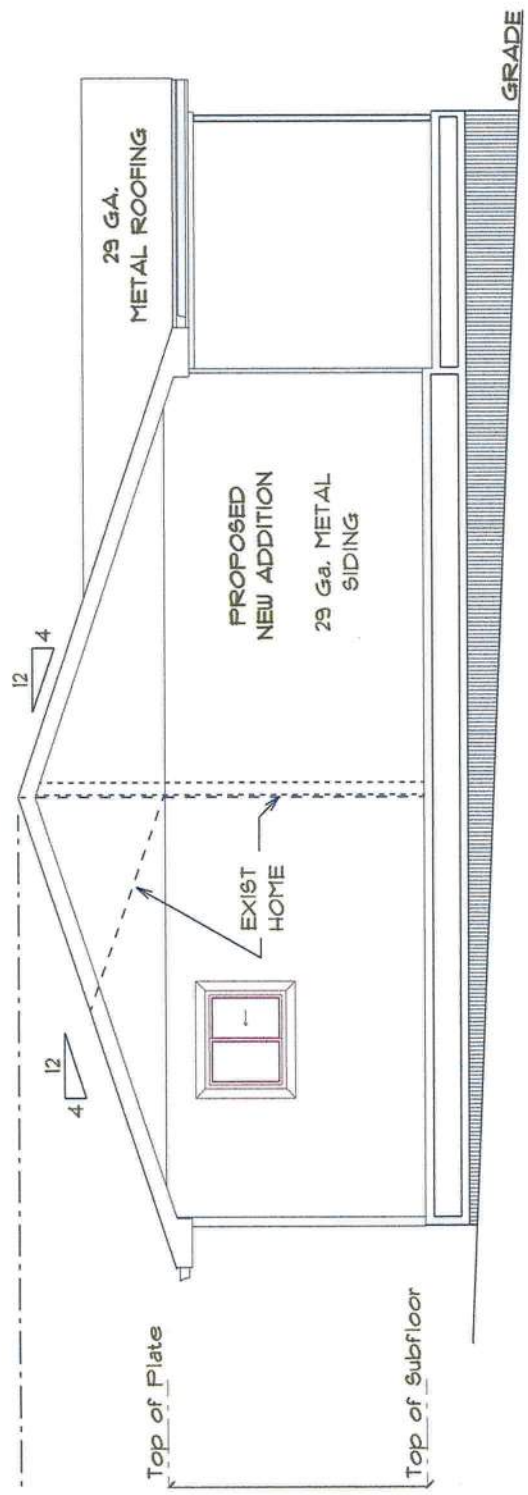 12
4
12
4
29 GA.
METAL ROOFING
EXIST
HOME
PROPOSED
NEW ADDITION
29 Ga. METAL
SIDING
Top of Plate
Top of Subfloor
GRADE